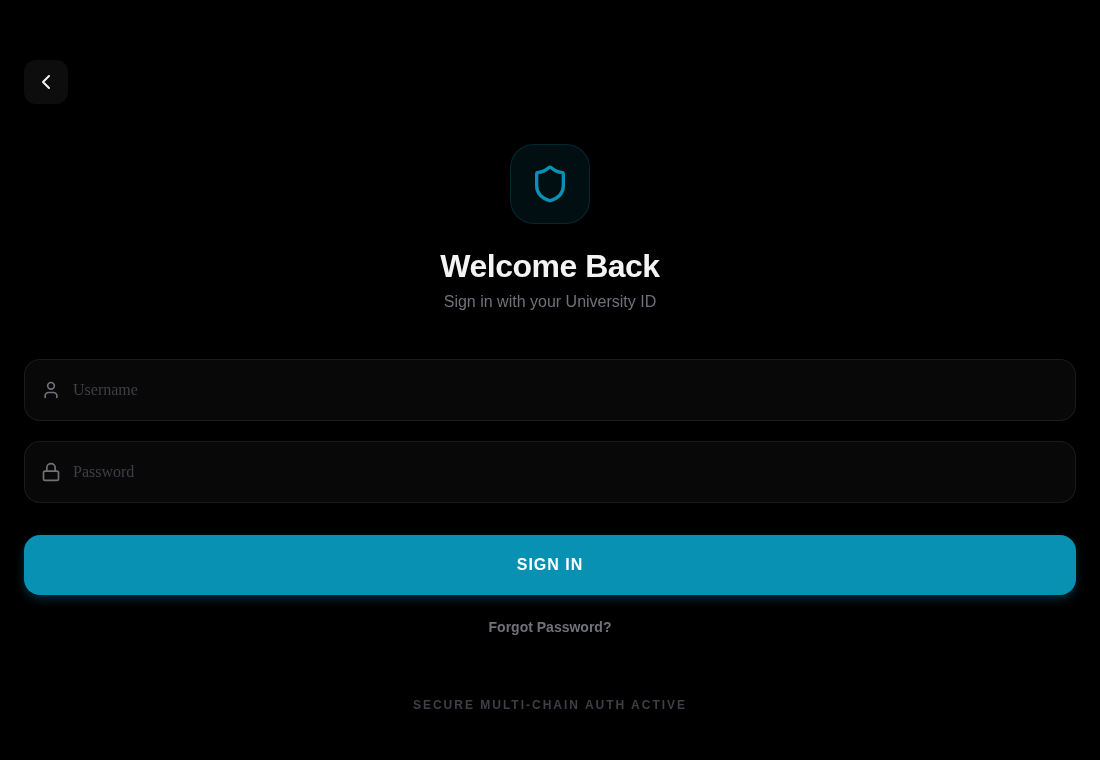 Welcome Back
Sign in with your University ID
Username
Password
SIGN IN
Forgot Password?
SECURE MULTI-CHAIN AUTH ACTIVE